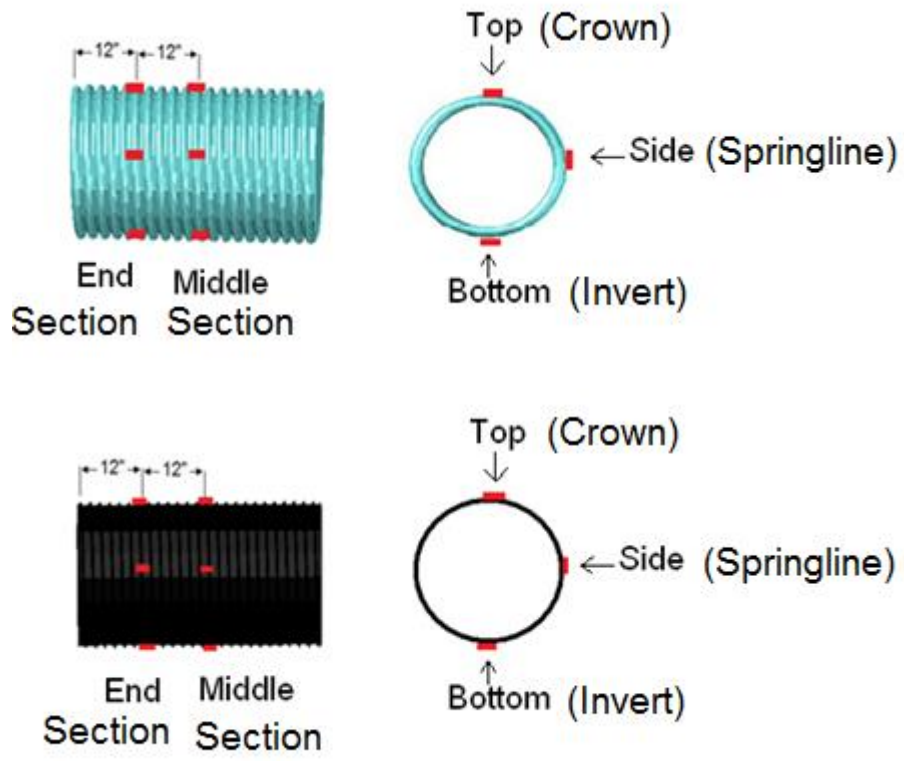 12" 12"
Top (Crown)
Side (Springline)
Bottom (Invert)
End Middle
Section Section
12" 12"
Top (Crown)
Side (Springline)
Bottom (Invert)
End Middle
Section Section